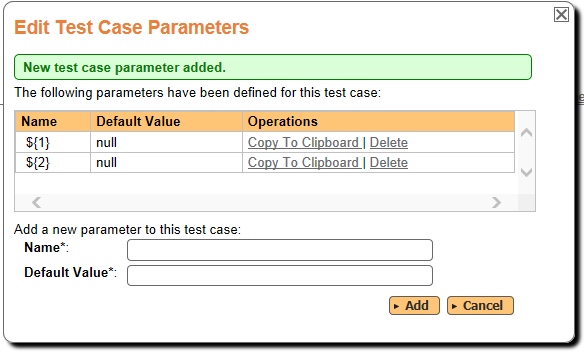 Edit Test Case Parameters
New test case parameter added.
The following parameters have been defined for this test case:
Name Default Value Operations
${1} null Copy To Clipboard | Delete
${2} null Copy To Clipboard | Delete
Add a new parameter to this test case:
Name*:
Default Value*:
Add Cancel